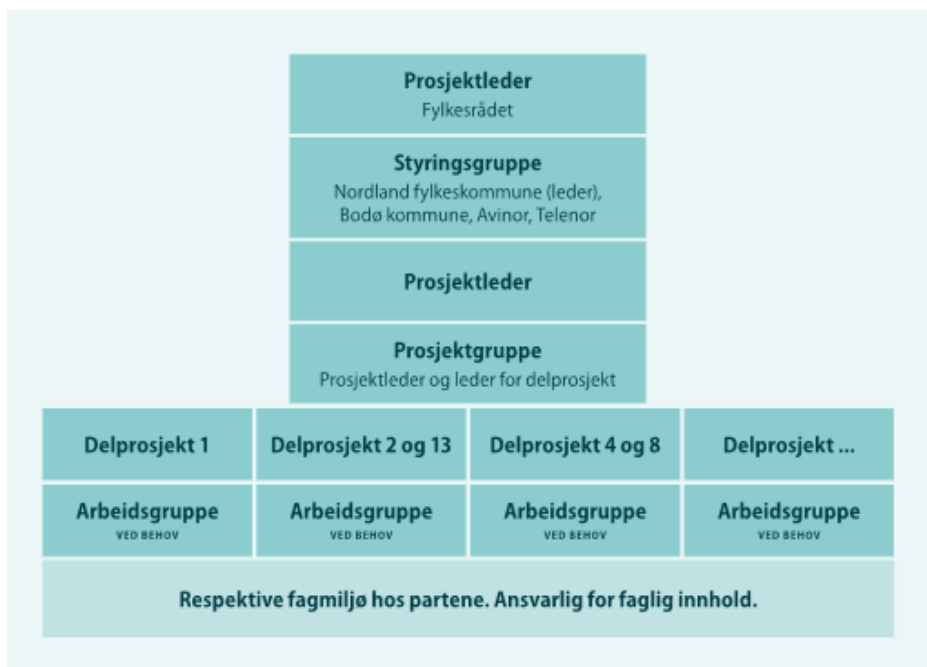 Prosjektleder
Fylkesrådet
Styringsgruppe
Nordland fylkeskommune (leder),
Bodø kommune, Avinor, Telenor
Prosjektleder
Prosjektgruppe
Prosjektleder og leder for delprosjekt
Delprosjekt 1
Delprosjekt 2 og 13
Delprosjekt 4 og 8
Delprosjekt ...
Arbeidsgruppe
VED BEHOV
Arbeidsgruppe
VED BEHOV
Arbeidsgruppe
VED BEHOV
Arbeidsgruppe
VED BEHOV
Respektive fagmiljø hos partene. Ansvarlig for faglig innhold.